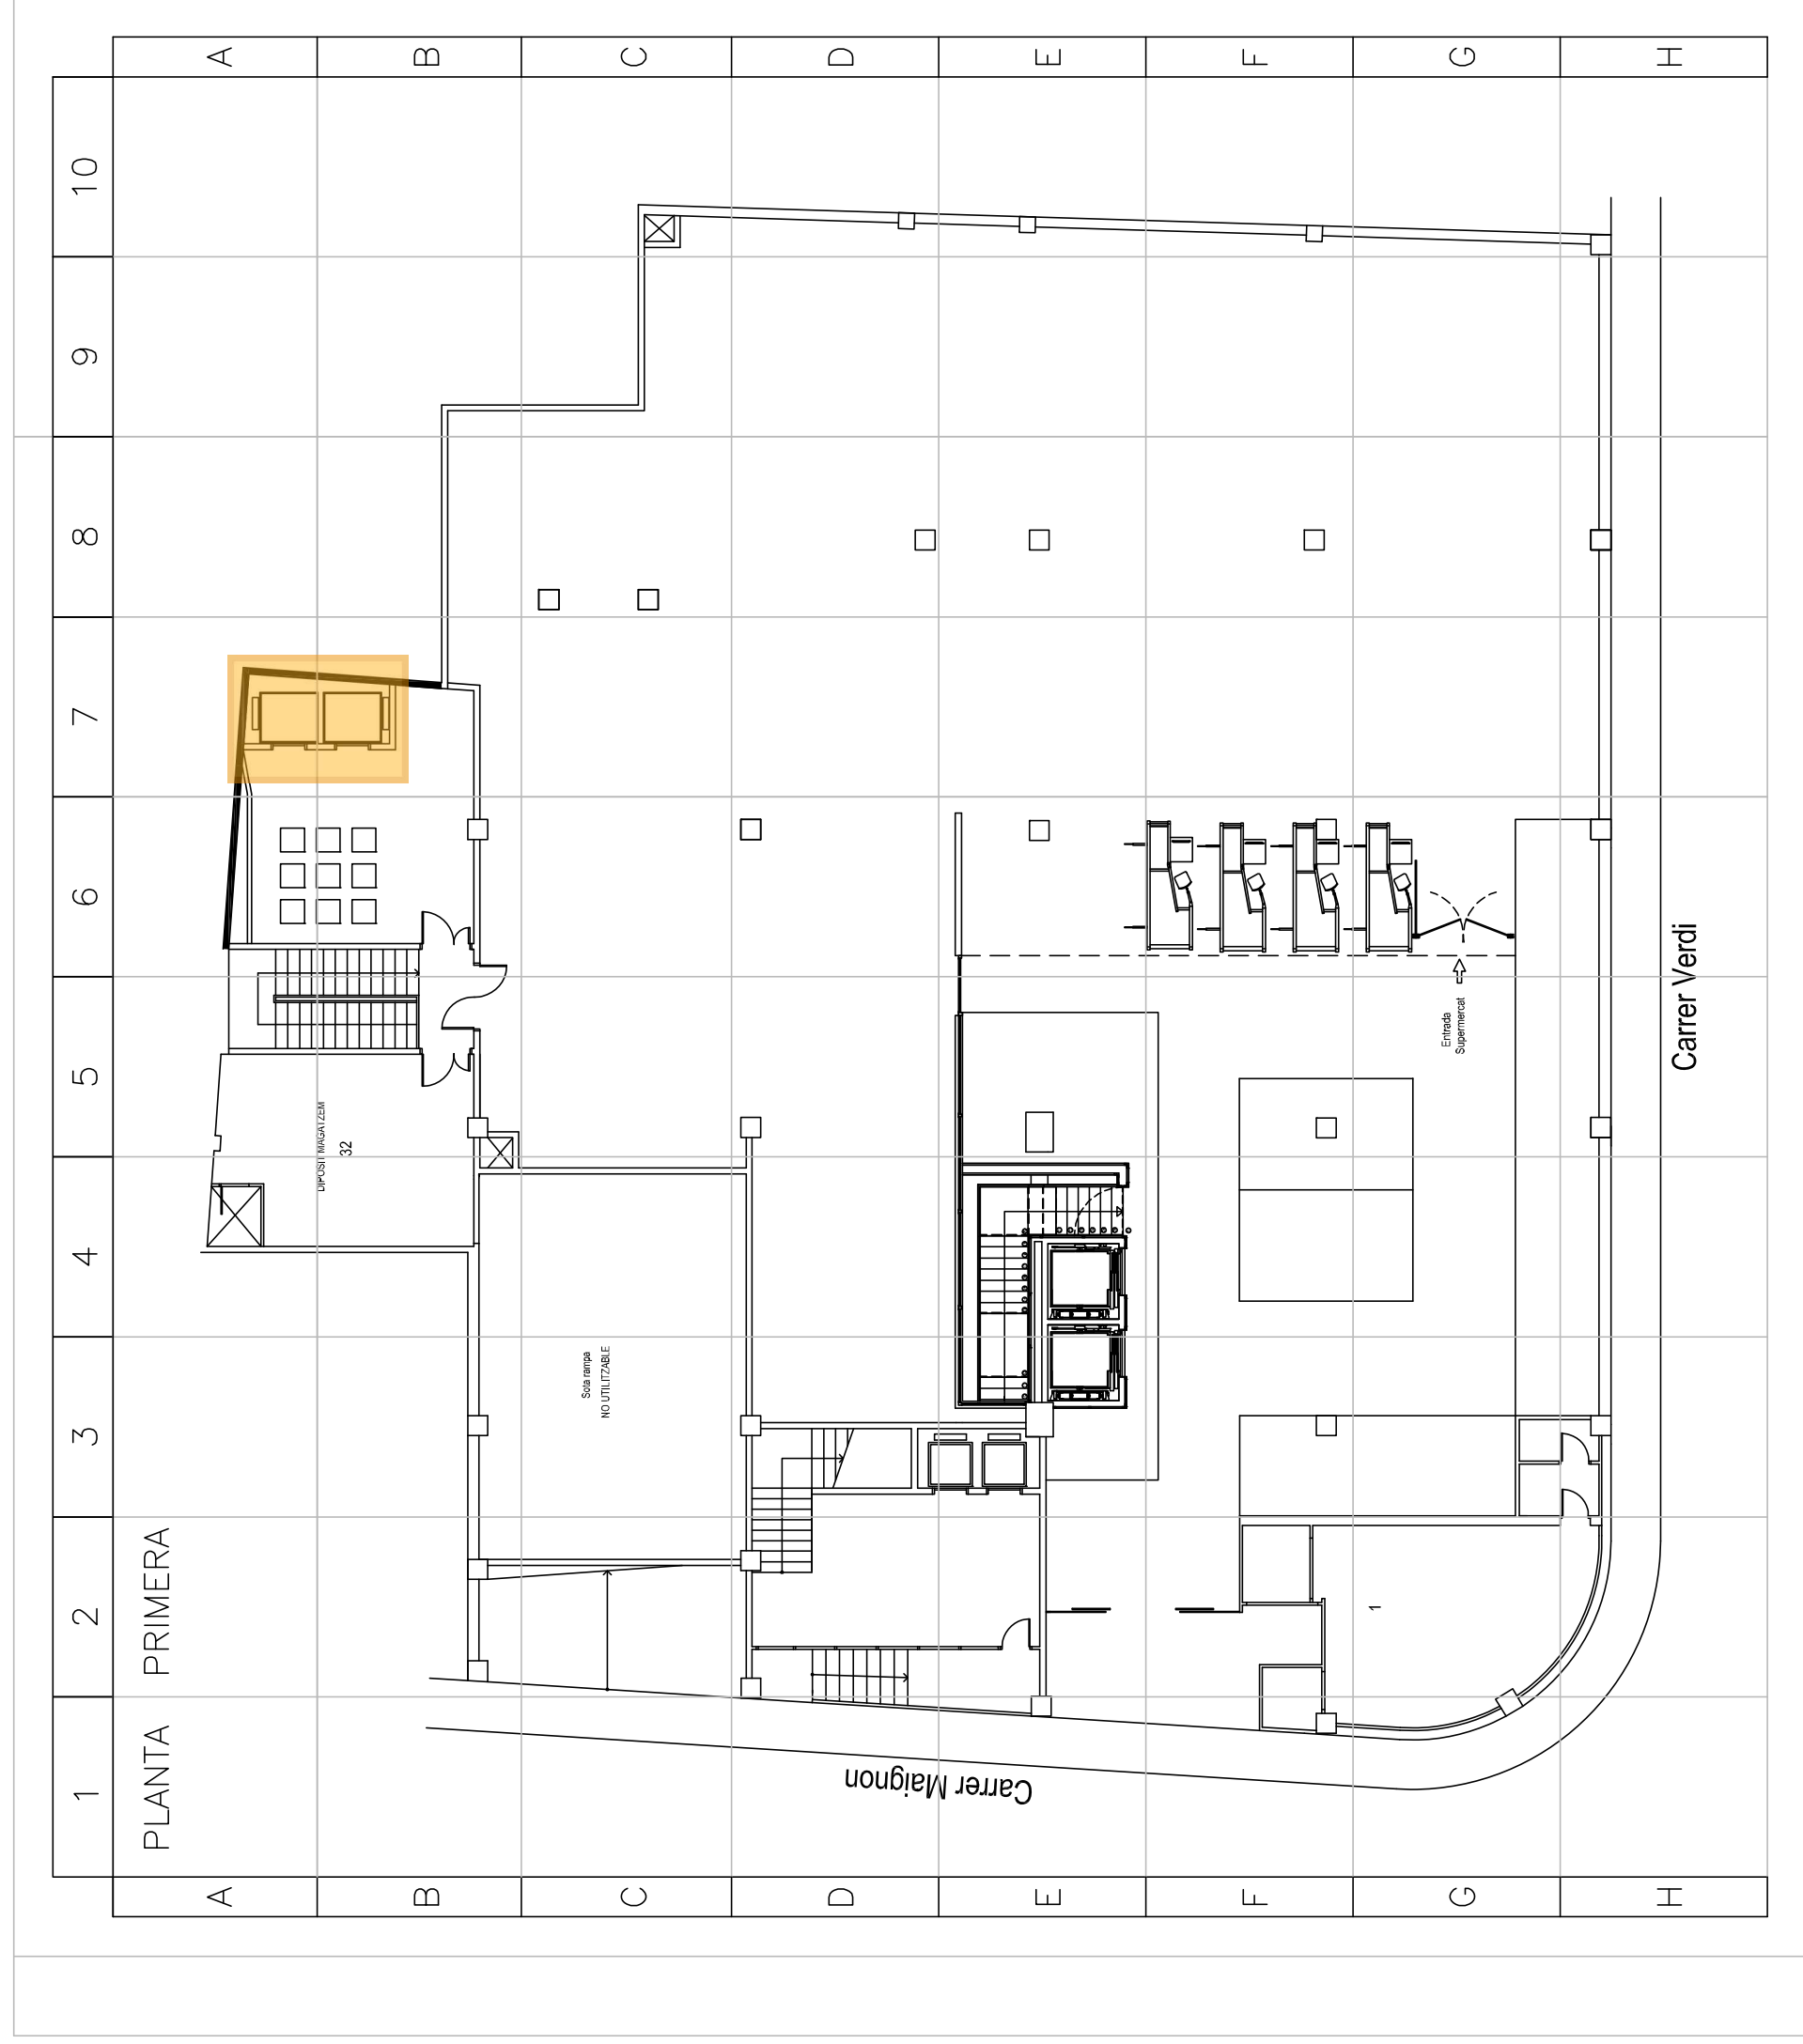 A B C D E F G H
10
9
8
7
6
5
4
3
2
1
Carrer Verdi
Entrada
Supermercat
DIPOSIT MAGATZEM
32
Sota rampa
NO UTILITZABLE
1
PLANTA PRIMERA
Carrer Maignon
A B C D E F G H